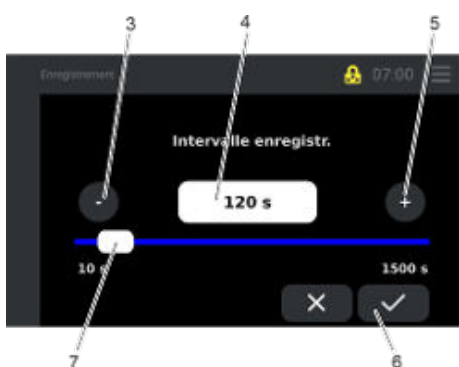 3 4 5
Enregistrement 07:00
Intervalle enregistr.
- 120 s +
10 s 1500 s
7 6